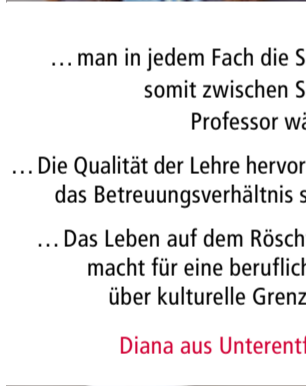 … man in jedem Fach die S
somit zwischen S
Professor wä
… Die Qualität der Lehre hervor
das Betreuungsverhältnis s
… Das Leben auf dem Rösch
macht für eine beruflich
über kulturelle Grenz
Diana aus Unterentf